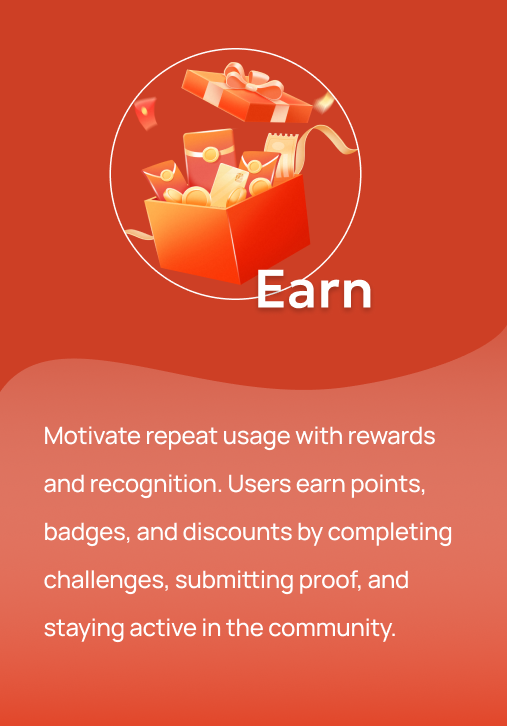 Earn
Motivate repeat usage with rewards
and recognition. Users earn points,
badges, and discounts by completing
challenges, submitting proof, and
staying active in the community.